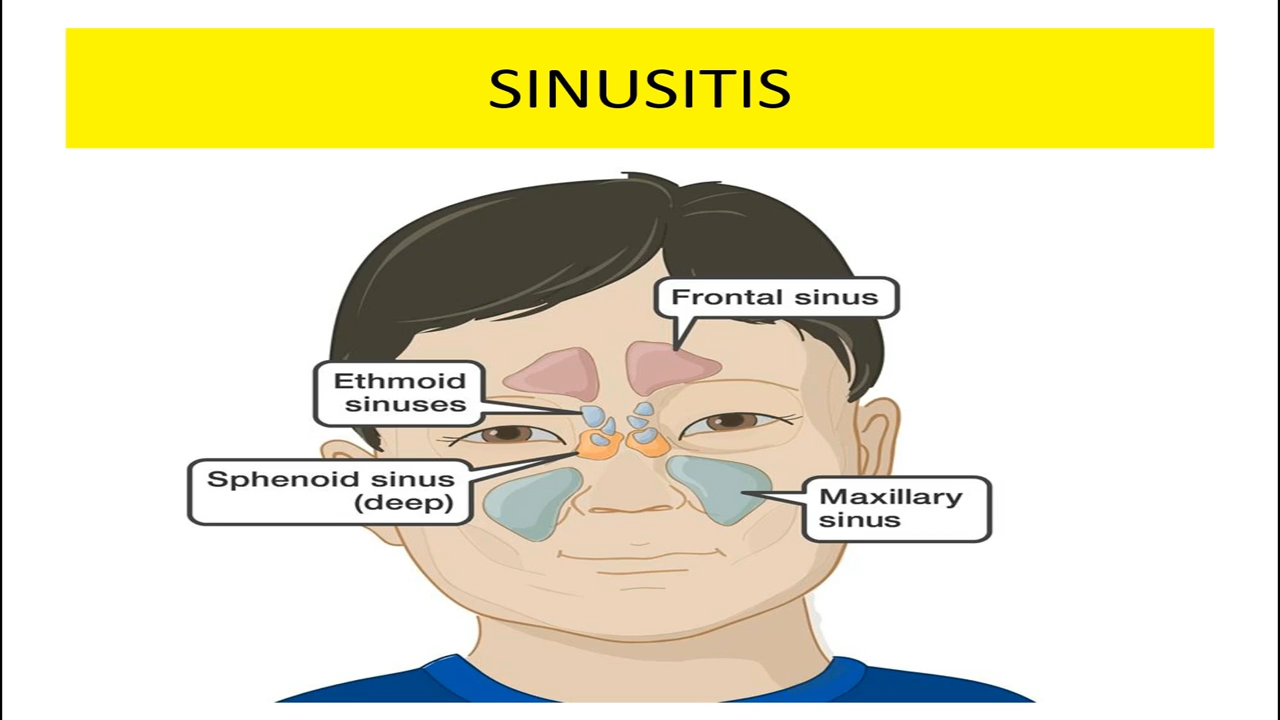 SINUSITIS
Frontal sinus
Ethmoid
sinuses
Sphenoid sinus
(deep)
Maxillary
sinus